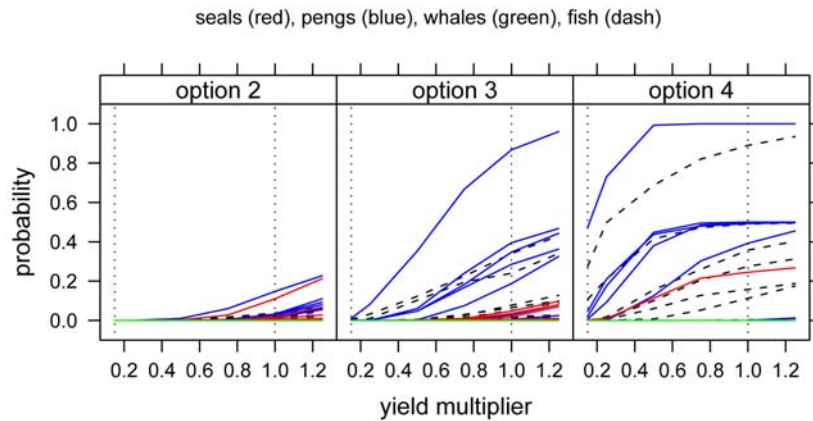 seals (red), pengs (blue), whales (green), fish (dash)
option 2 option 3 option 4
1.0
0.8
0.6
0.4
0.2
0.0
probability
0.2 0.4 0.6 0.8 1.0 1.2 0.2 0.4 0.6 0.8 1.0 1.2 0.2 0.4 0.6 0.8 1.0 1.2
yield multiplier